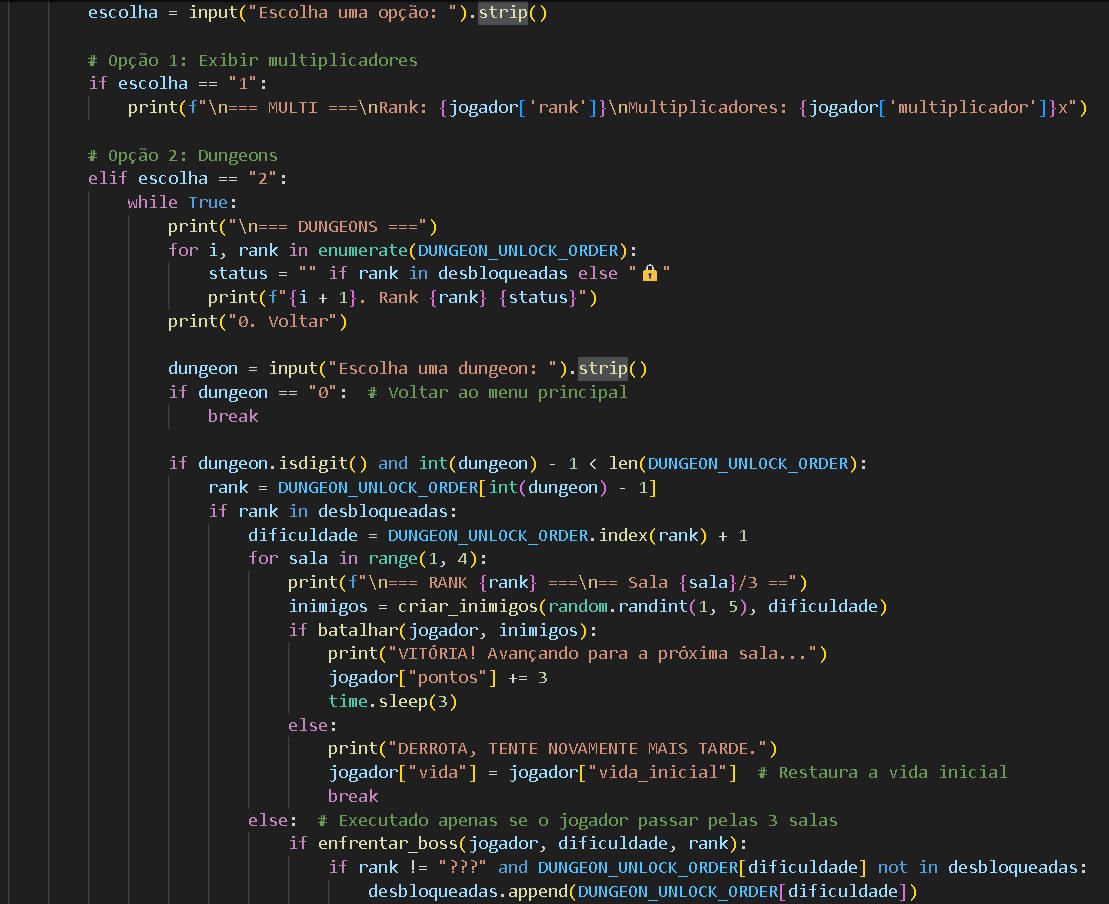 escolha = input("Escolha uma opção: ").strip()
# Opção 1: Exibir multiplicadores
if escolha == "1":
print(f"\n=== MULTI ===\nRank: {jogador['rank']}\nMultiplicadores: {jogador['multiplicador']}x")
# Opção 2: Dungeons
elif escolha == "2":
while True:
print("\n=== DUNGEONS ===")
for i, rank in enumerate(DUNGEON_UNLOCK_ORDER):
status = "" if rank in desbloqueadas else "🔒"
print(f"{i + 1}. Rank {rank} {status}")
print("0. Voltar")
dungeon = input("Escolha uma dungeon: ").strip()
if dungeon == "0":  # Voltar ao menu principal
break
if dungeon.isdigit() and int(dungeon) - 1 < len(DUNGEON_UNLOCK_ORDER):
rank = DUNGEON_UNLOCK_ORDER[int(dungeon) - 1]
if rank in desbloqueadas:
dificuldade = DUNGEON_UNLOCK_ORDER.index(rank) + 1
for sala in range(1, 4):
print(f"\n=== RANK {rank} ===\n== Sala {sala}/3 ==")
inimigos = criar_inimigos(random.randint(1, 5), dificuldade)
if batalhar(jogador, inimigos):
print("VITÓRIA! Avançando para a próxima sala...")
jogador["pontos"] += 3
time.sleep(3)
else:
print("DERROTA, TENTE NOVAMENTE MAIS TARDE.")
jogador["vida"] = jogador["vida_inicial"]  # Restaura a vida inicial
break
else:  # Executado apenas se o jogador passar pelas 3 salas
if enfrentar_boss(jogador, dificuldade, rank):
if rank != "???" and DUNGEON_UNLOCK_ORDER[dificuldade] not in desbloqueadas:
desbloqueadas.append(DUNGEON_UNLOCK_ORDER[dificuldade])